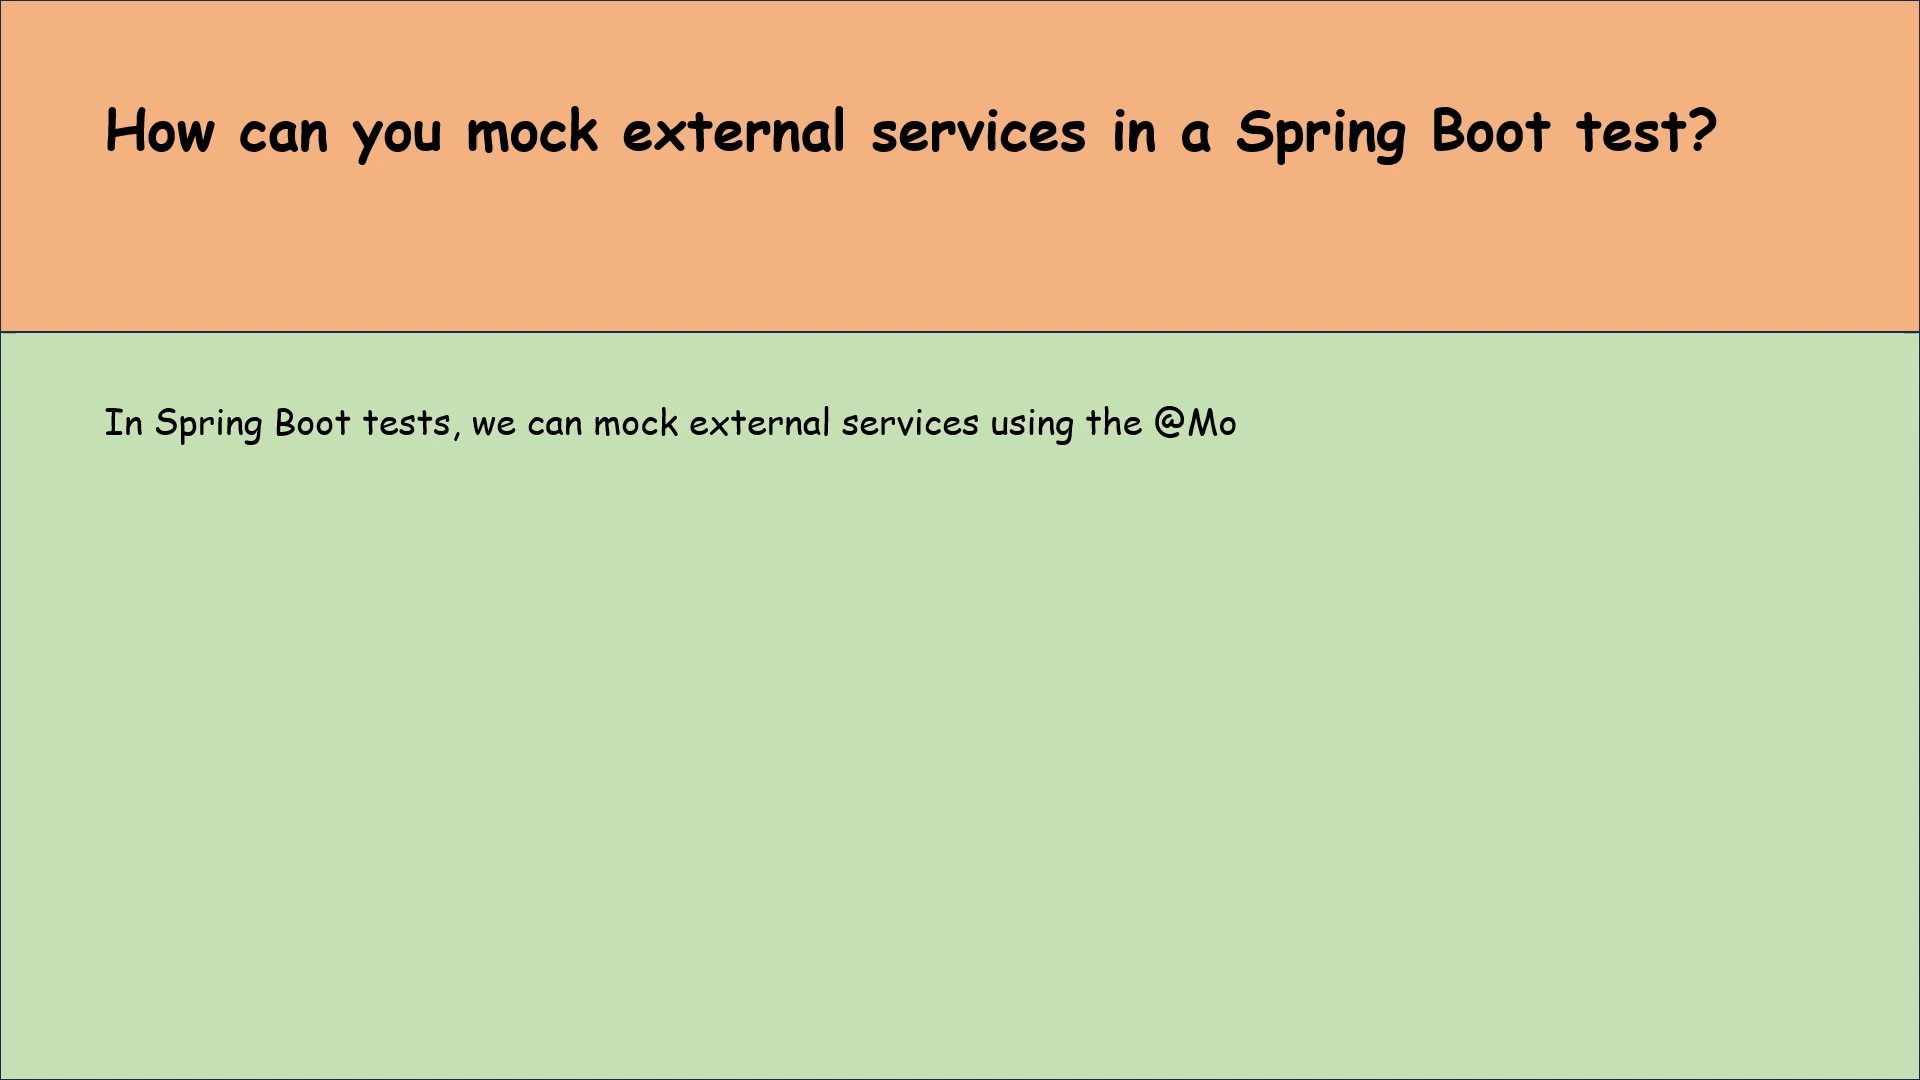 How can you mock external services in a Spring Boot test?
In Spring Boot tests, we can mock external services using the @Mo